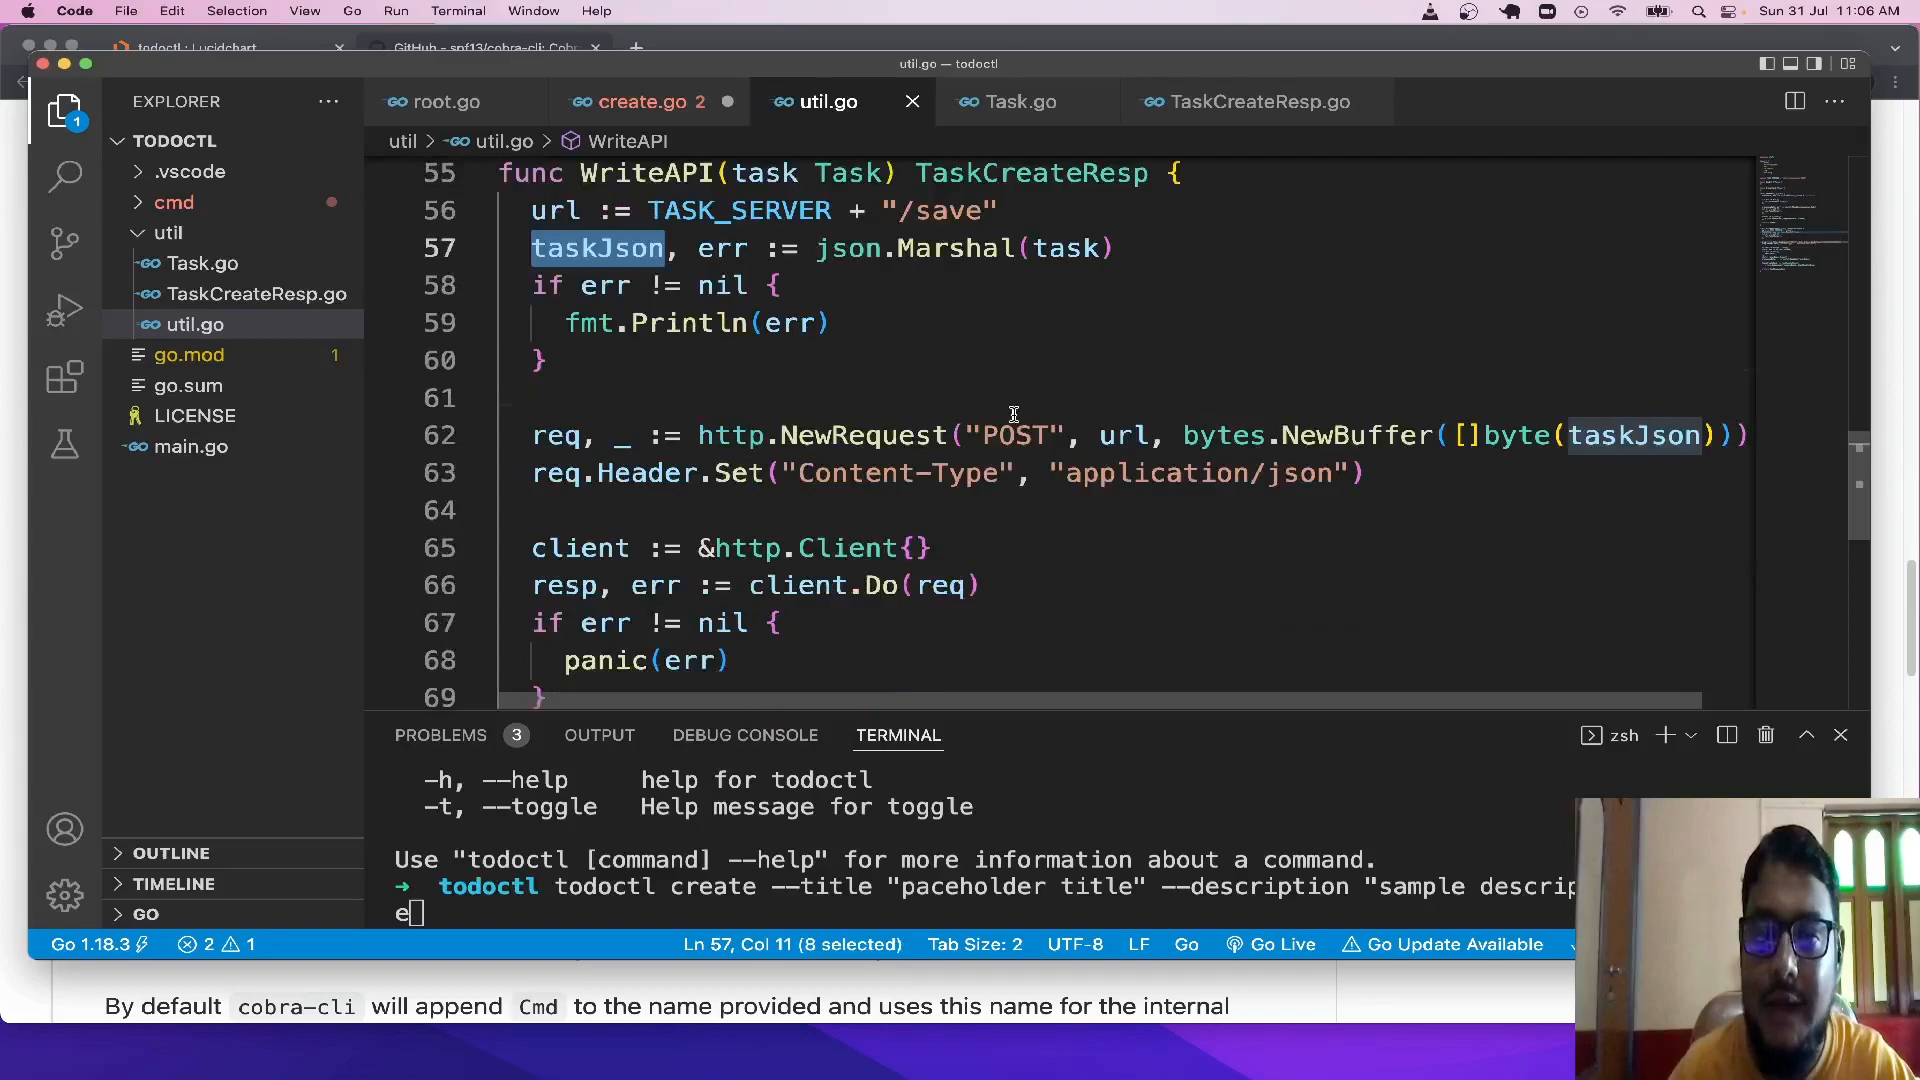 Code File Edit Selection View Go Run Terminal Window Help Sun 31 Jul 11:06 AM
todoctl : Lucidchart GitHub - spf13/cobra-cli: Cobr
util.go — todoctl
EXPLORER
root.go create.go 2 util.go Task.go TaskCreateResp.go
TODOCTL
.vscode
cmd
util
Task.go
TaskCreateResp.go
util.go
go.mod 1
go.sum
LICENSE
main.go
OUTLINE
TIMELINE
GO
1
util > util.go > WriteAPI
55 func WriteAPI(task Task) TaskCreateResp {
56 url := TASK_SERVER + "/save"
57 taskJson, err := json.Marshal(task)
58 if err != nil {
59 fmt.Println(err)
60 }
61
62 req, _ := http.NewRequest("POST", url, bytes.NewBuffer([]byte(taskJson)))
63 req.Header.Set("Content-Type", "application/json")
64
65 client := &http.Client{}
66 resp, err := client.Do(req)
67 if err != nil {
68 panic(err)
69 }
PROBLEMS 3 OUTPUT DEBUG CONSOLE TERMINAL zsh
-h, --help help for todoctl
-t, --toggle Help message for toggle
Use "todoctl [command] --help" for more information about a command.
→ todoctl todoctl create --title "paceholder title" --description "sample descrip
e
Go 1.18.3 2 1 Ln 57, Col 11 (8 selected) Tab Size: 2 UTF-8 LF Go Go Live Go Update Available
By default cobra-cli will append Cmd to the name provided and uses this name for the internal